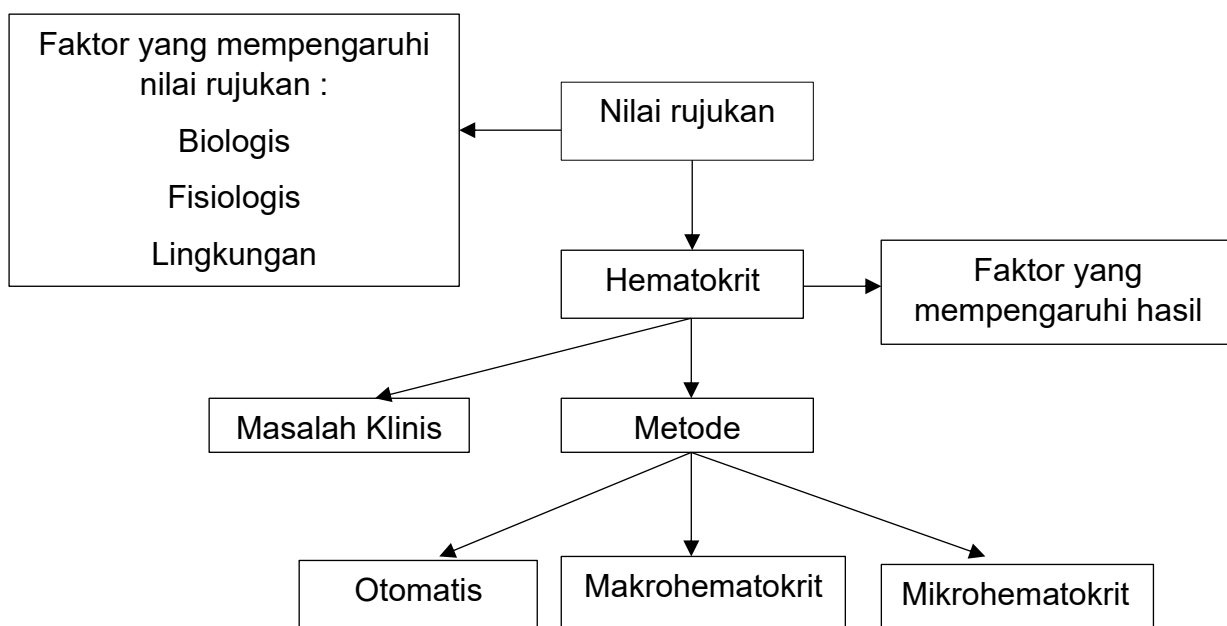 Faktor yang mempengaruhi
nilai rujukan :
Biologis
Fisiologis
Lingkungan
Nilai rujukan
Hematokrit
Faktor yang
mempengaruhi hasil
Masalah Klinis
Metode
Otomatis
Makrohematokrit
Mikrohematokrit